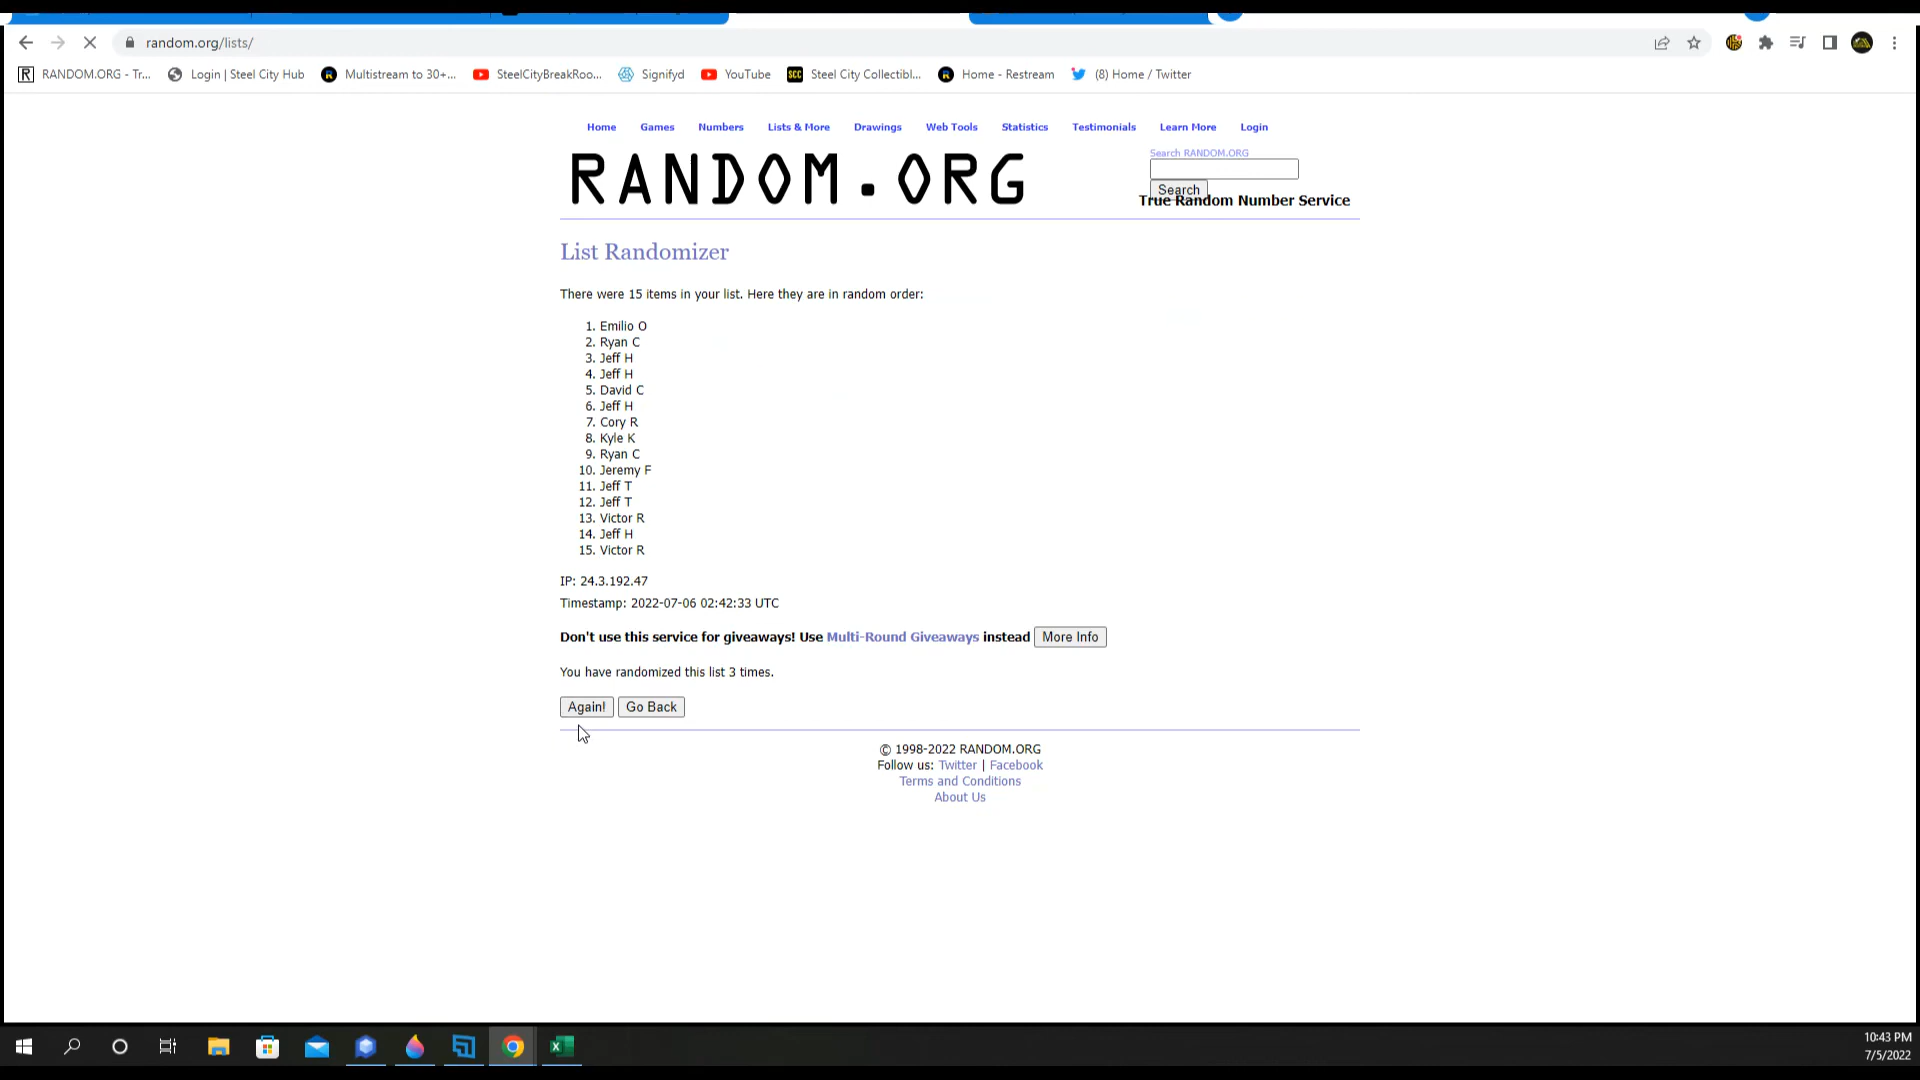 random.org/lists/
RANDOM.ORG - Tr... Login | Steel City Hub Multistream to 30+... SteelCityBreakRoo... Signifyd YouTube SCC Steel City Collectibl... Home - Restream (8) Home / Twitter
Home Games Numbers Lists & More Drawings Web Tools Statistics Testimonials Learn More Login
RANDOM.ORG
Search RANDOM.ORG
Search
True Random Number Service
List Randomizer
There were 15 items in your list. Here they are in random order:
1. Emilio O
2. Ryan C
3. Jeff H
4. Jeff H
5. David C
6. Jeff H
7. Cory R
8. Kyle K
9. Ryan C
10. Jeremy F
11. Jeff T
12. Jeff T
13. Victor R
14. Jeff H
15. Victor R
IP: 24.3.192.47
Timestamp: 2022-07-06 02:42:33 UTC
Don't use this service for giveaways! Use Multi-Round Giveaways instead More Info
You have randomized this list 3 times.
Again! Go Back
© 1998-2022 RANDOM.ORG
Follow us: Twitter | Facebook
Terms and Conditions
About Us
10:43 PM
7/5/2022